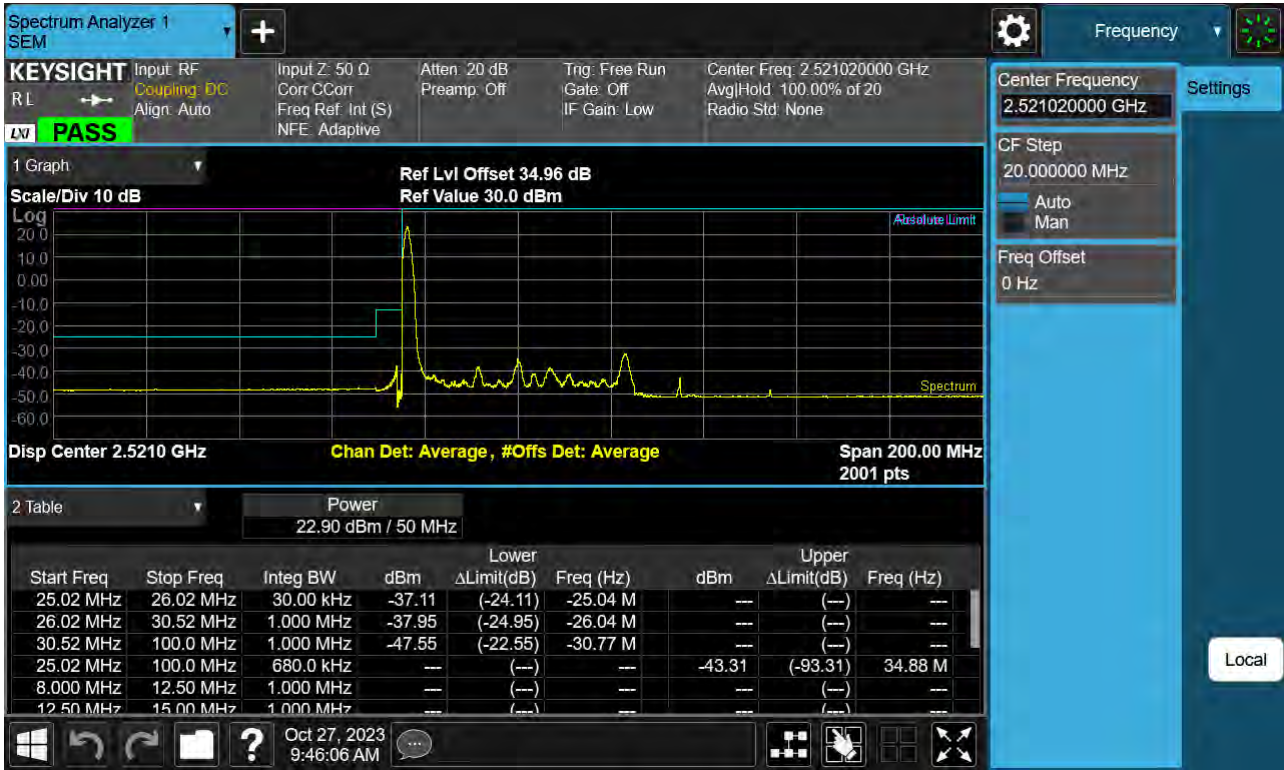 Spectrum Analyzer 1
SEM
+
Frequency
KEYSIGHT
RL
LXI
PASS
Input: RF
Coupling: DC
Align: Auto
Input Z: 50 Ω
Corr CCorr
Freq Ref: Int (S)
NFE: Adaptive
Atten: 20 dB
Preamp: Off
Trig: Free Run
Gate: Off
IF Gain: Low
Center Freq: 2.521020000 GHz
Avg|Hold: 100.00% of 20
Radio Std: None
Center Frequency
2.521020000 GHz
Settings
CF Step
20.000000 MHz
Auto
Man
Freq Offset
0 Hz
1 Graph
Scale/Div 10 dB
Ref Lvl Offset 34.96 dB
Ref Value 30.0 dBm
Log
20.0
10.0
0.00
-10.0
-20.0
-30.0
-40.0
-50.0
-60.0
Absolute Limit
Spectrum
Disp Center 2.5210 GHz
Chan Det: Average, #Offs Det: Average
Span 200.00 MHz
2001 pts
2 Table
Power
22.90 dBm / 50 MHz
Lower Upper
Start Freq Stop Freq Integ BW dBm ΔLimit(dB) Freq (Hz) dBm ΔLimit(dB) Freq (Hz)
25.02 MHz 26.02 MHz 30.00 kHz -37.11 (-24.11) -25.04 M --- (---) ---
26.02 MHz 30.52 MHz 1.000 MHz -37.95 (-24.95) -26.04 M --- (---) ---
30.52 MHz 100.0 MHz 1.000 MHz -47.55 (-22.55) -30.77 M --- (---) ---
25.02 MHz 100.0 MHz 680.0 kHz --- (---) --- -43.31 (-93.31) 34.88 M
8.000 MHz 12.50 MHz 1.000 MHz --- (---) --- --- (---) ---
12.50 MHz 15.00 MHz 1.000 MHz --- (---) --- --- (---) ---
Local
?
Oct 27, 2023
9:46:06 AM